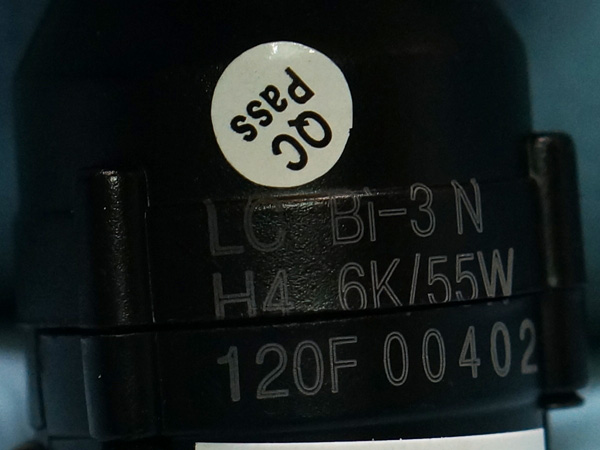 QC
Pass
LC Bi-3 N
H4 6K/55W
120F 00402